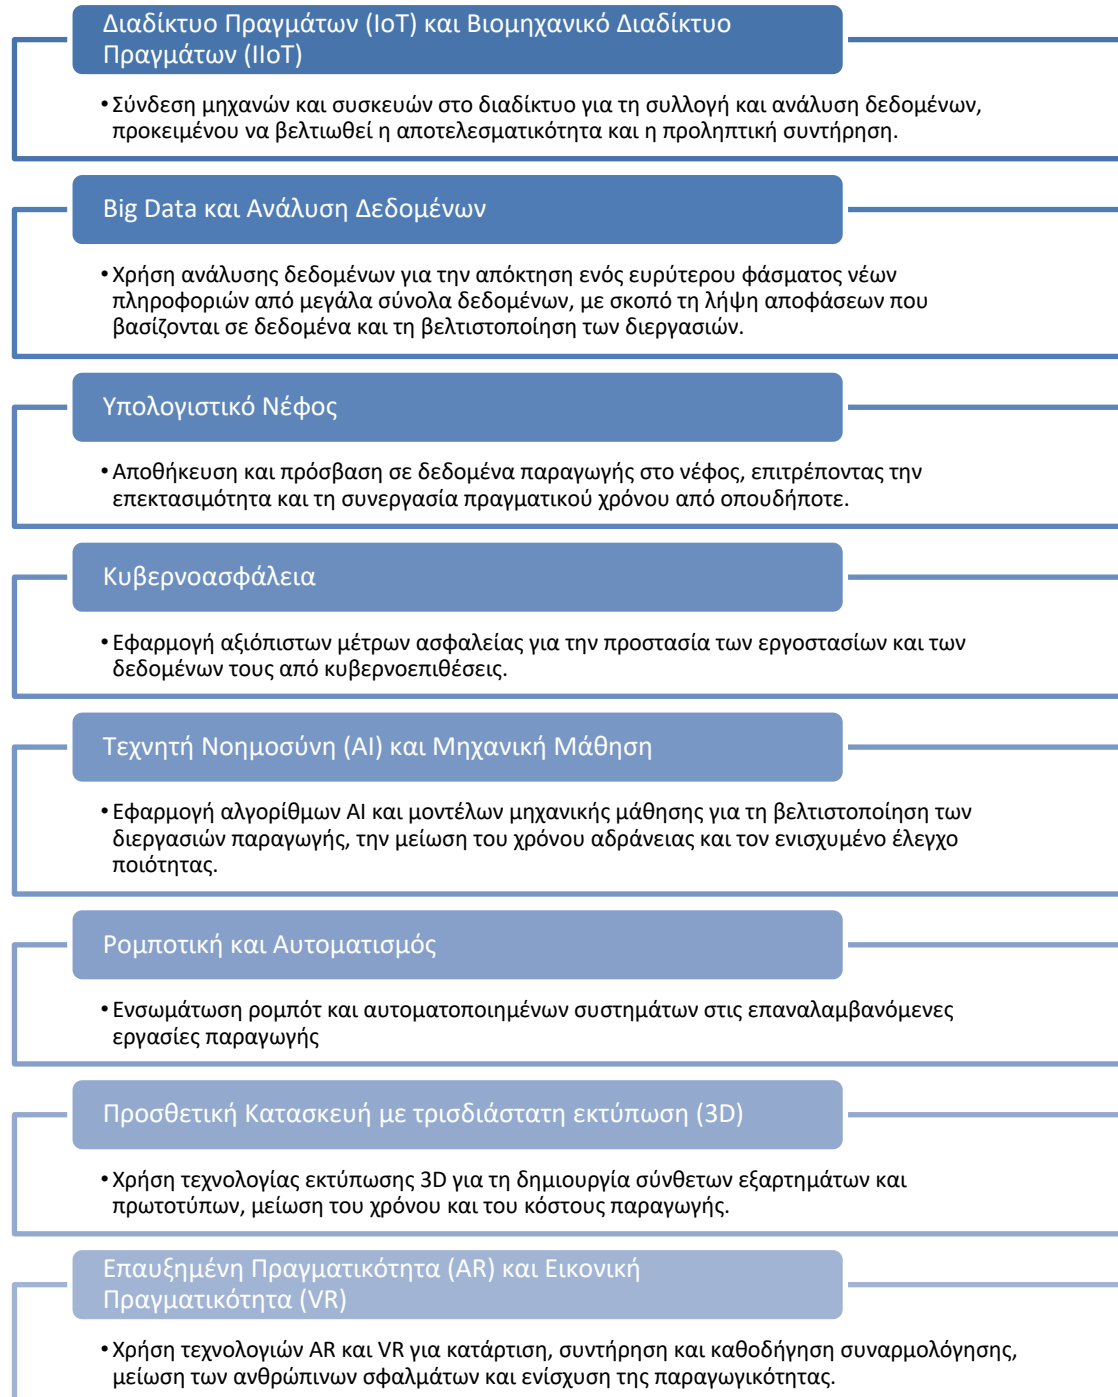 Διαδίκτυο Πραγμάτων (IoT) και Βιομηχανικό Διαδίκτυο
Πραγμάτων (IIoT)
• Σύνδεση μηχανών και συσκευών στο διαδίκτυο για τη συλλογή και ανάλυση δεδομένων,
προκειμένου να βελτιωθεί η αποτελεσματικότητα και η προληπτική συντήρηση.
Big Data και Ανάλυση Δεδομένων
• Χρήση ανάλυσης δεδομένων για την απόκτηση ενός ευρύτερου φάσματος νέων
πληροφοριών από μεγάλα σύνολα δεδομένων, με σκοπό τη λήψη αποφάσεων που
βασίζονται σε δεδομένα και τη βελτιστοποίηση των διεργασιών.
Υπολογιστικό Νέφος
• Αποθήκευση και πρόσβαση σε δεδομένα παραγωγής στο νέφος, επιτρέποντας την
επεκτασιμότητα και τη συνεργασία πραγματικού χρόνου από οπουδήποτε.
Κυβερνοασφάλεια
• Εφαρμογή αξιόπιστων μέτρων ασφαλείας για την προστασία των εργοστασίων και των
δεδομένων τους από κυβερνοεπιθέσεις.
Τεχνητή Νοημοσύνη (AI) και Μηχανική Μάθηση
• Εφαρμογή αλγορίθμων AI και μοντέλων μηχανικής μάθησης για τη βελτιστοποίηση των
διεργασιών παραγωγής, την μείωση του χρόνου αδράνειας και τον ενισχυμένο έλεγχο
ποιότητας.
Ρομποτική και Αυτοματισμός
• Ενσωμάτωση ρομπότ και αυτοματοποιημένων συστημάτων στις επαναλαμβανόμενες
εργασίες παραγωγής
Προσθετική Κατασκευή με τρισδιάστατη εκτύπωση (3D)
• Χρήση τεχνολογίας εκτύπωσης 3D για τη δημιουργία σύνθετων εξαρτημάτων και
πρωτοτύπων, μείωση του χρόνου και του κόστους παραγωγής.
Επαυξημένη Πραγματικότητα (AR) και Εικονική
Πραγματικότητα (VR)
• Χρήση τεχνολογιών AR και VR για κατάρτιση, συντήρηση και καθοδήγηση συναρμολόγησης,
μείωση των ανθρώπινων σφαλμάτων και ενίσχυση της παραγωγικότητας.